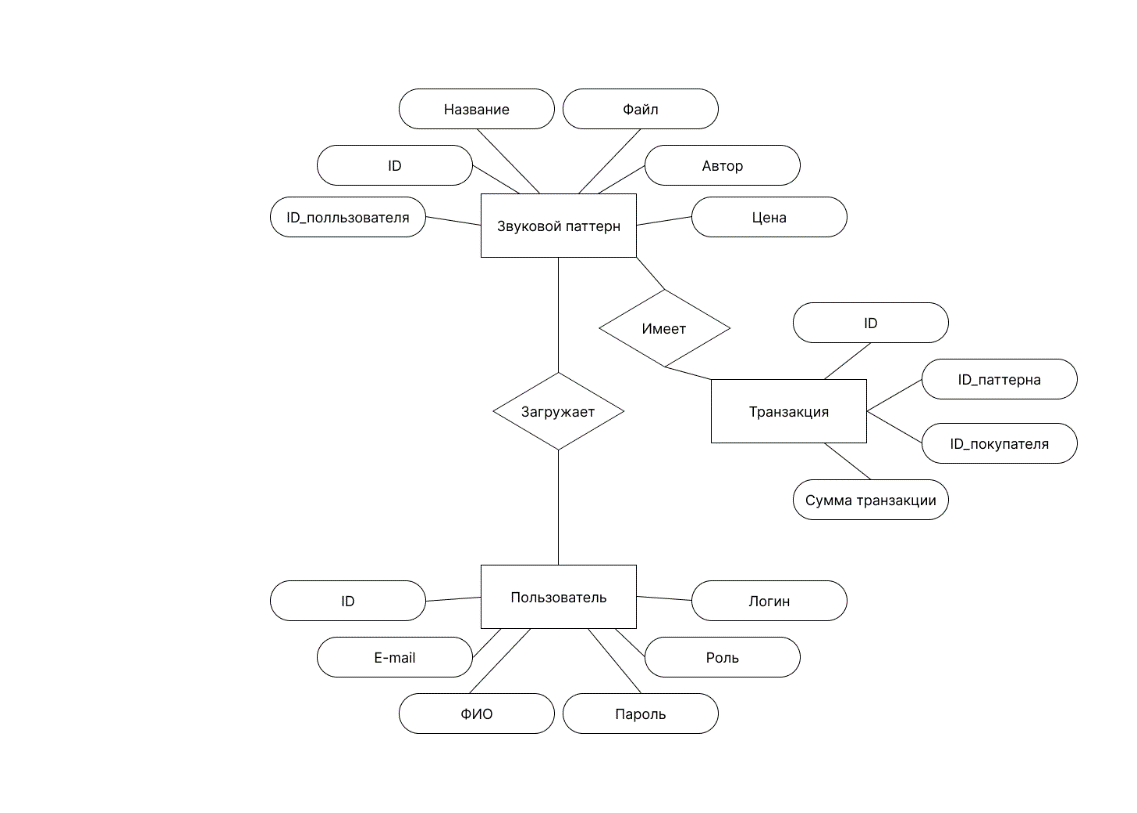 Название
Файл
ID
Автор
ID_полльзователя
Звуковой паттерн
Цена
Имеет
ID
ID_паттерна
Загружает
Транзакция
ID_покупателя
Сумма транзакции
ID
Пользователь
Логин
E-mail
Роль
ФИО
Пароль